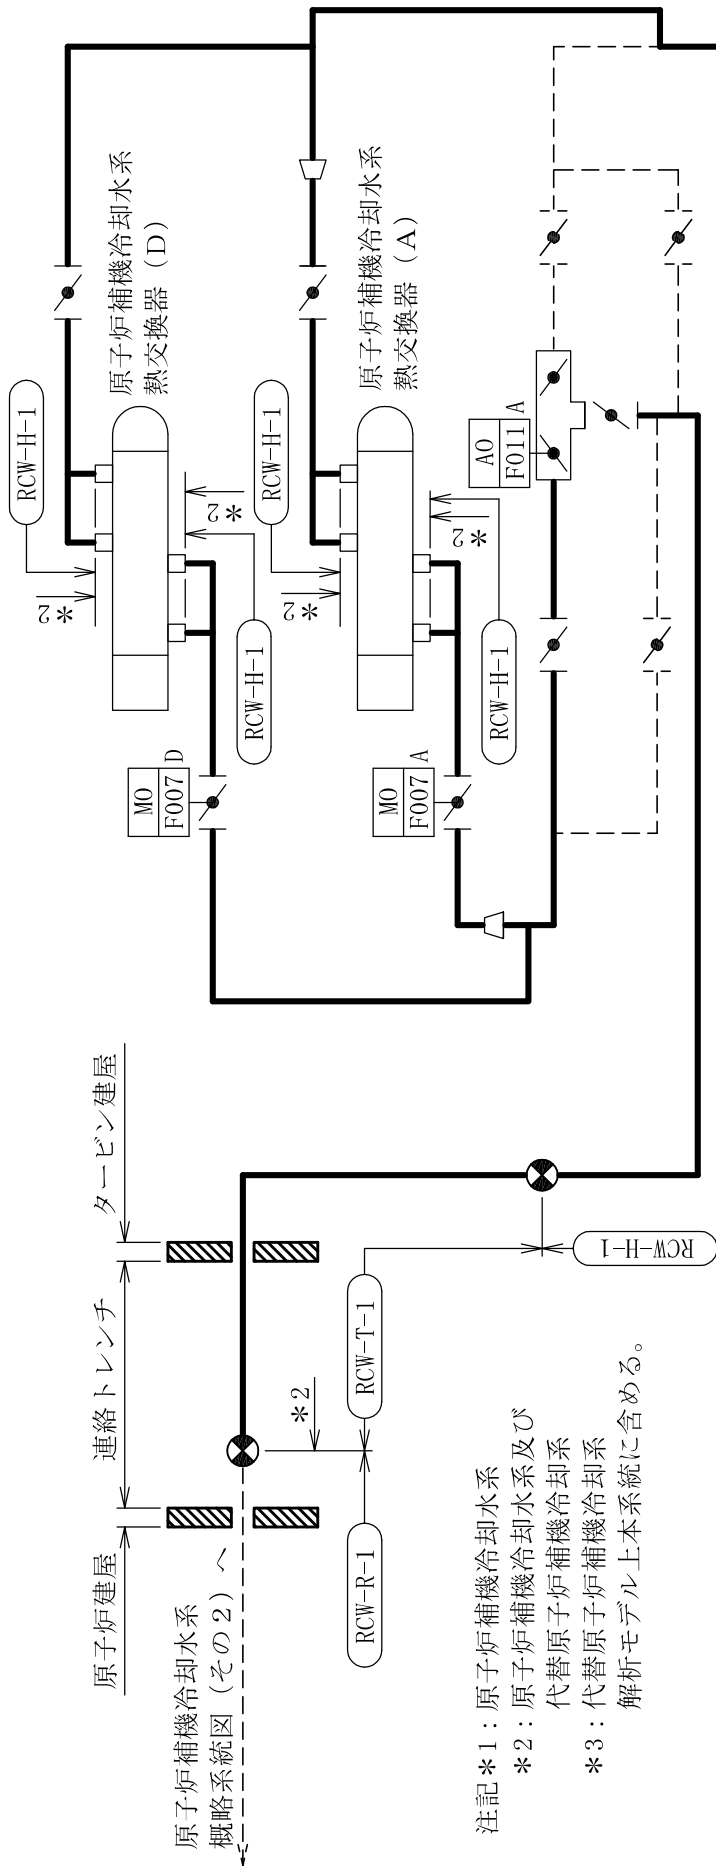 原子炉建屋
連絡トレンチ
タービン建屋
原子炉補機冷却水系
概略系統図（その2）へ
RCW-R-1
*2
RCW-T-1
RCW-H-1
MO
F007
D
RCW-H-1
*2
RCW-H-1
*2
原子炉補機冷却水系
熱交換器（D）
MO
F007
A
RCW-H-1
*2
RCW-H-1
*2
原子炉補機冷却水系
熱交換器（A）
AO
F011
A
注記*1：原子炉補機冷却水系
*2：原子炉補機冷却水系及び
代替原子炉補機冷却系
*3：代替原子炉補機冷却系
解析モデル上本系統に含める。